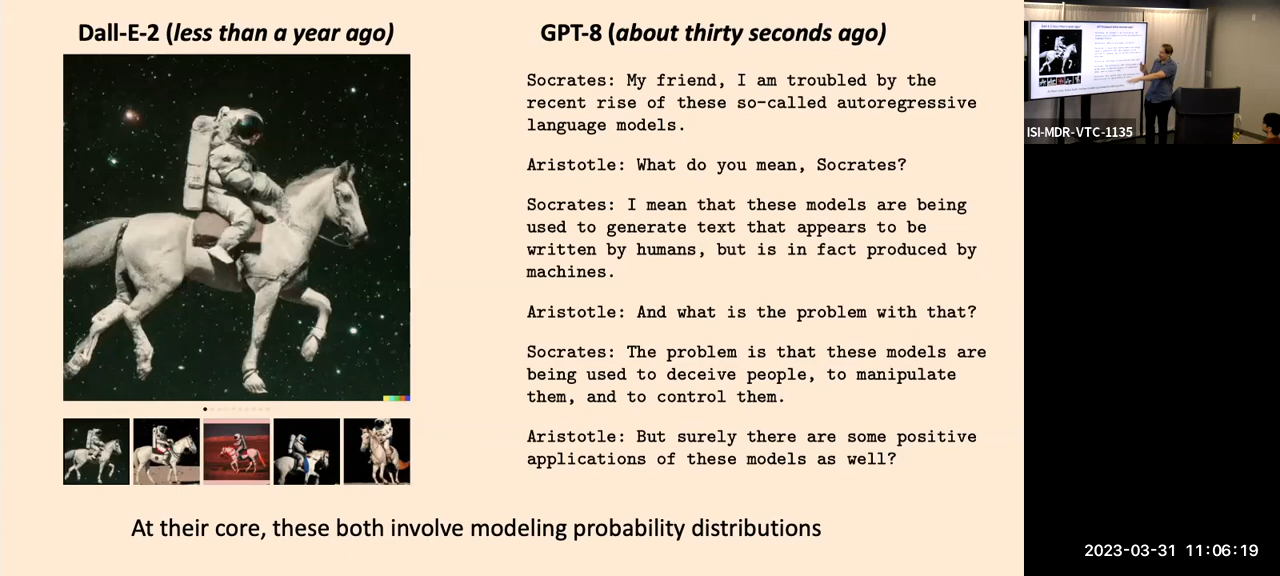 Dall-E-2 (less than a year ago)
GPT-8 (about thirty seconds ago)
Socrates: My friend, I am troubled by the
recent rise of these so-called autoregressive
language models.
Aristotle: What do you mean, Socrates?
Socrates: I mean that these models are being
used to generate text that appears to be
written by humans, but is in fact produced by
machines.
Aristotle: And what is the problem with that?
Socrates: The problem is that these models are
being used to deceive people, to manipulate
them, and to control them.
Aristotle: But surely there are some positive
applications of these models as well?
At their core, these both involve modeling probability distributions
ISI-MDR-VTC-1135
2023-03-31 11:06:19